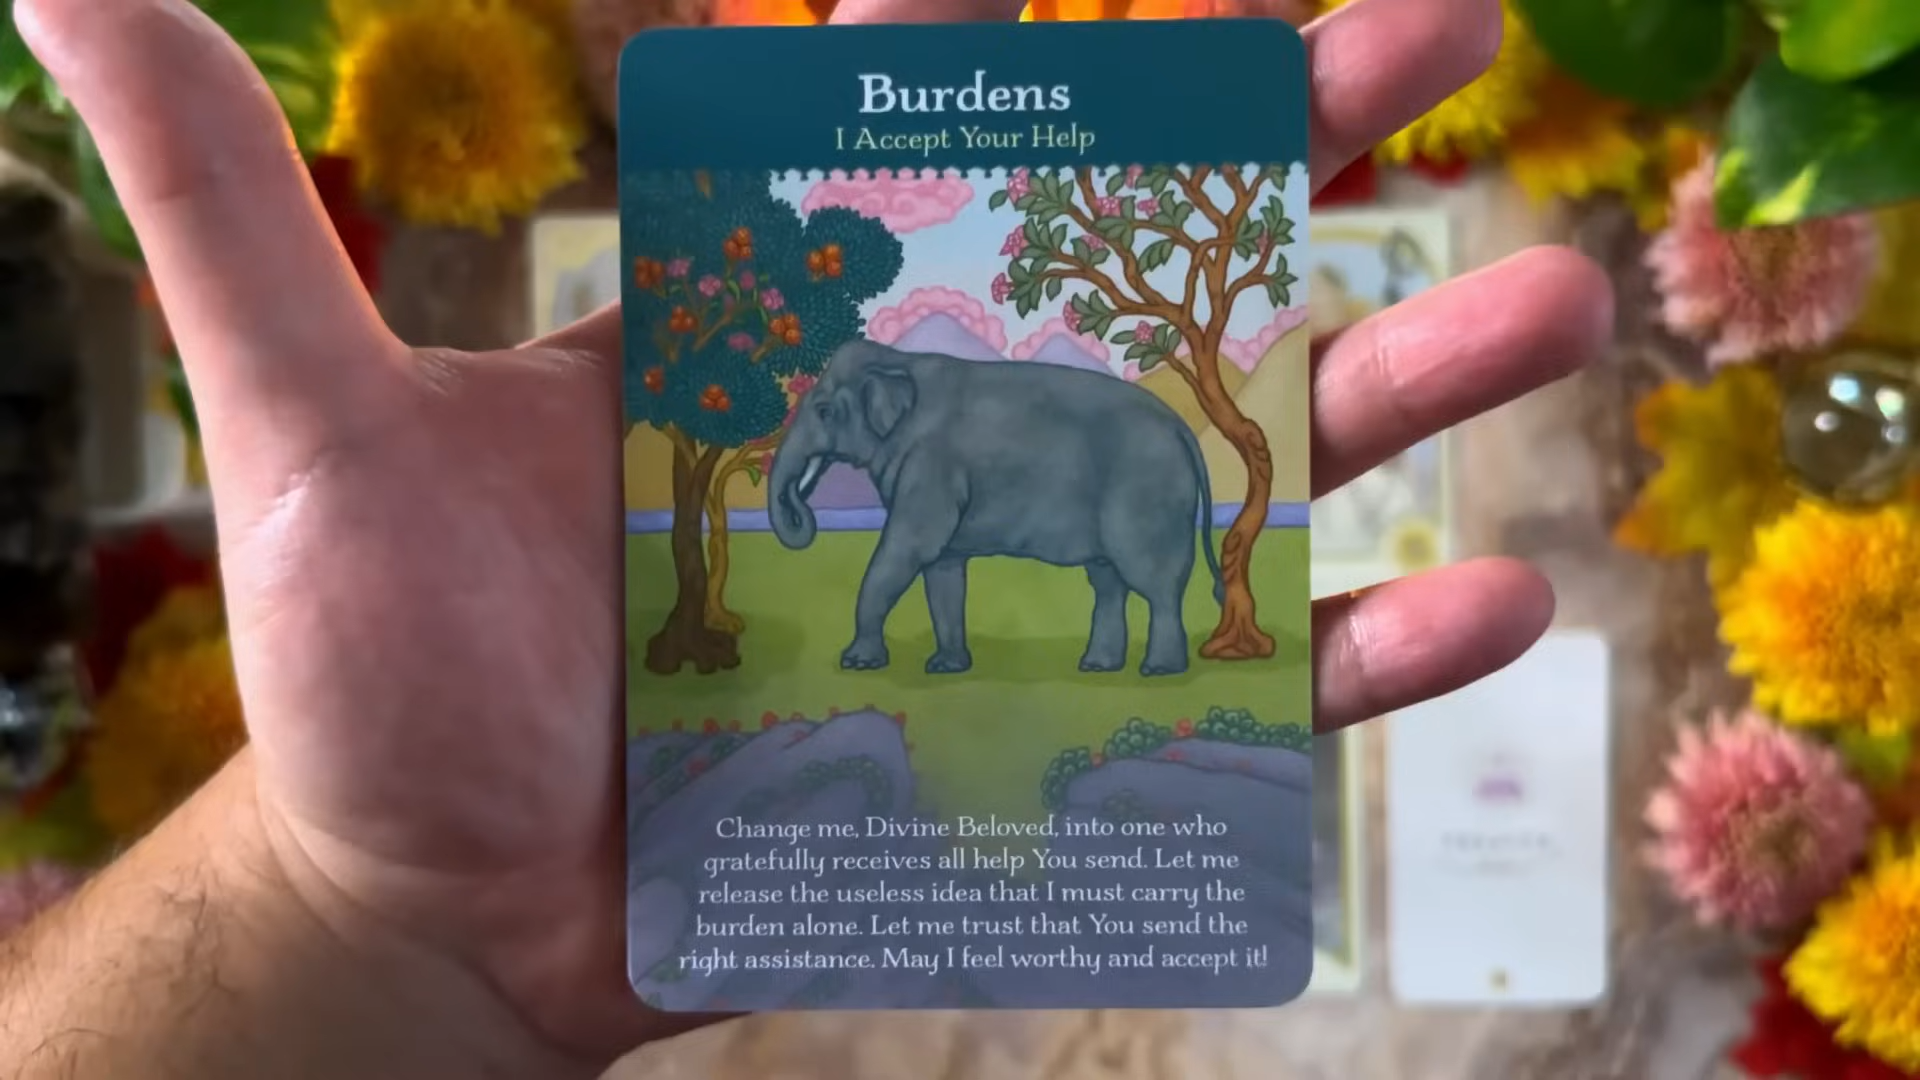 Burdens
I Accept Your Help
Change me, Divine Beloved, into one who
gratefully receives all help You send. Let me
release the useless idea that I must carry the
burden alone. Let me trust that You send the
right assistance. May I feel worthy and accept it!